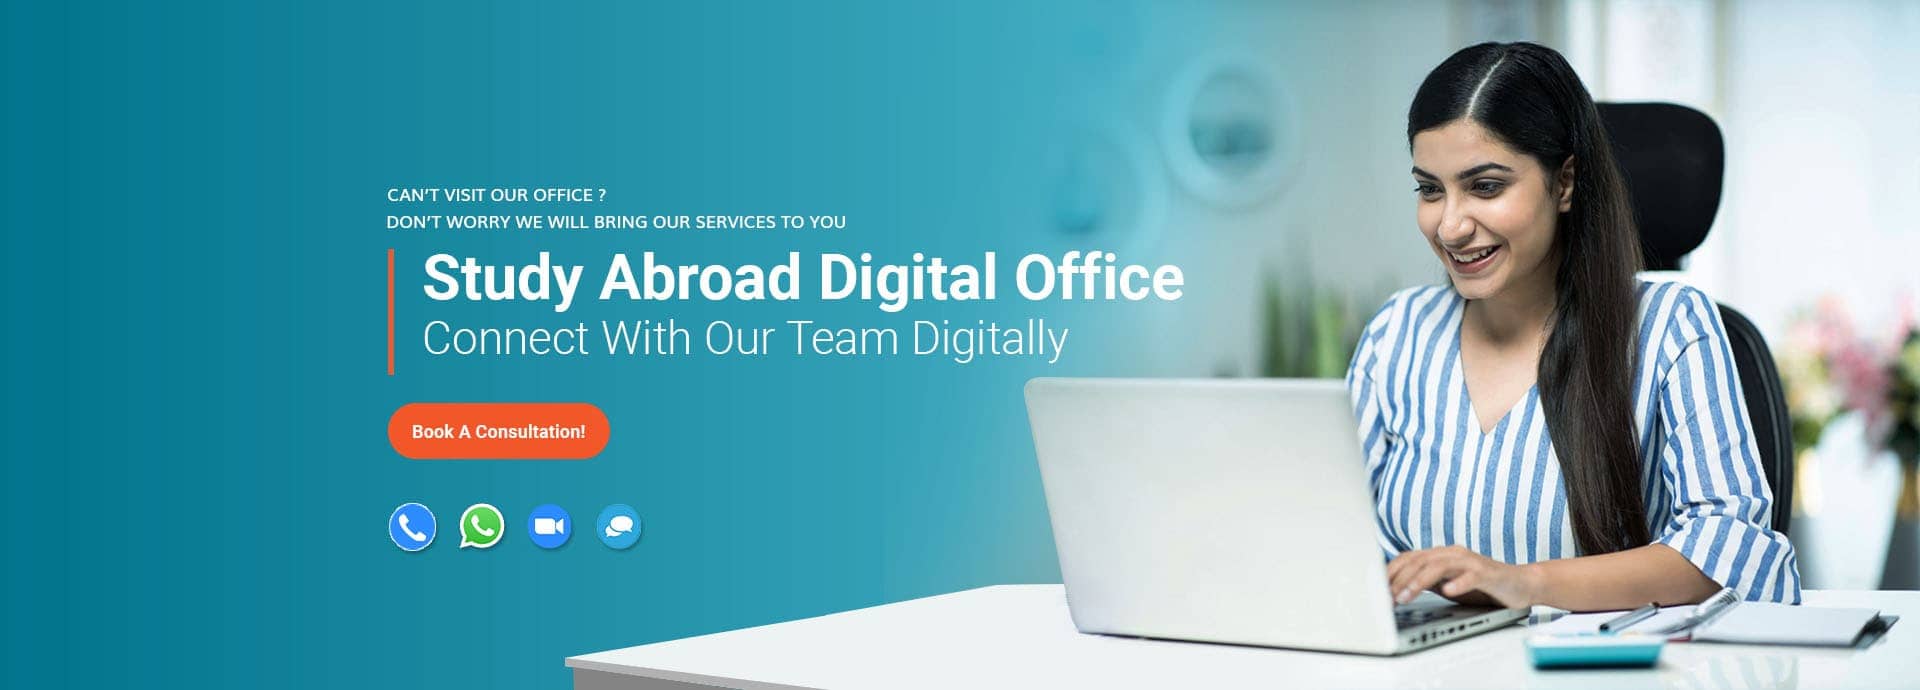 CAN'T VISIT OUR OFFICE ?
DON'T WORRY WE WILL BRING OUR SERVICES TO YOU
Study Abroad Digital Office
Connect With Our Team Digitally
Book A Consultation!